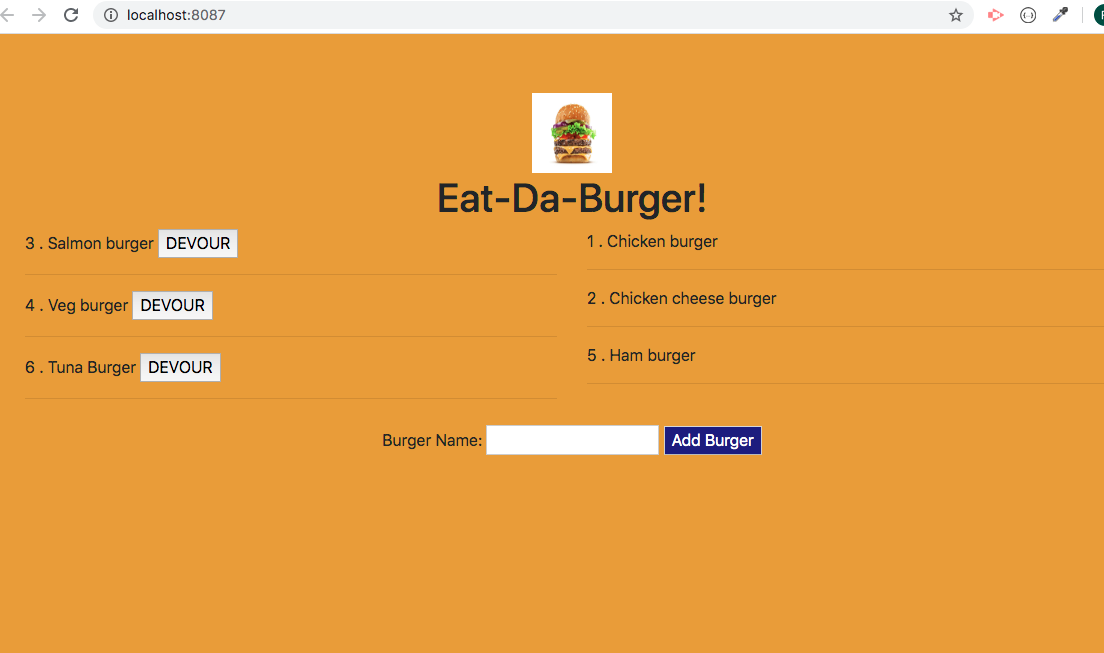 localhost:8087
Eat-Da-Burger!
3 . Salmon burger DEVOUR
4 . Veg burger DEVOUR
6 . Tuna Burger DEVOUR
1 . Chicken burger
2 . Chicken cheese burger
5 . Ham burger
Burger Name: Add Burger